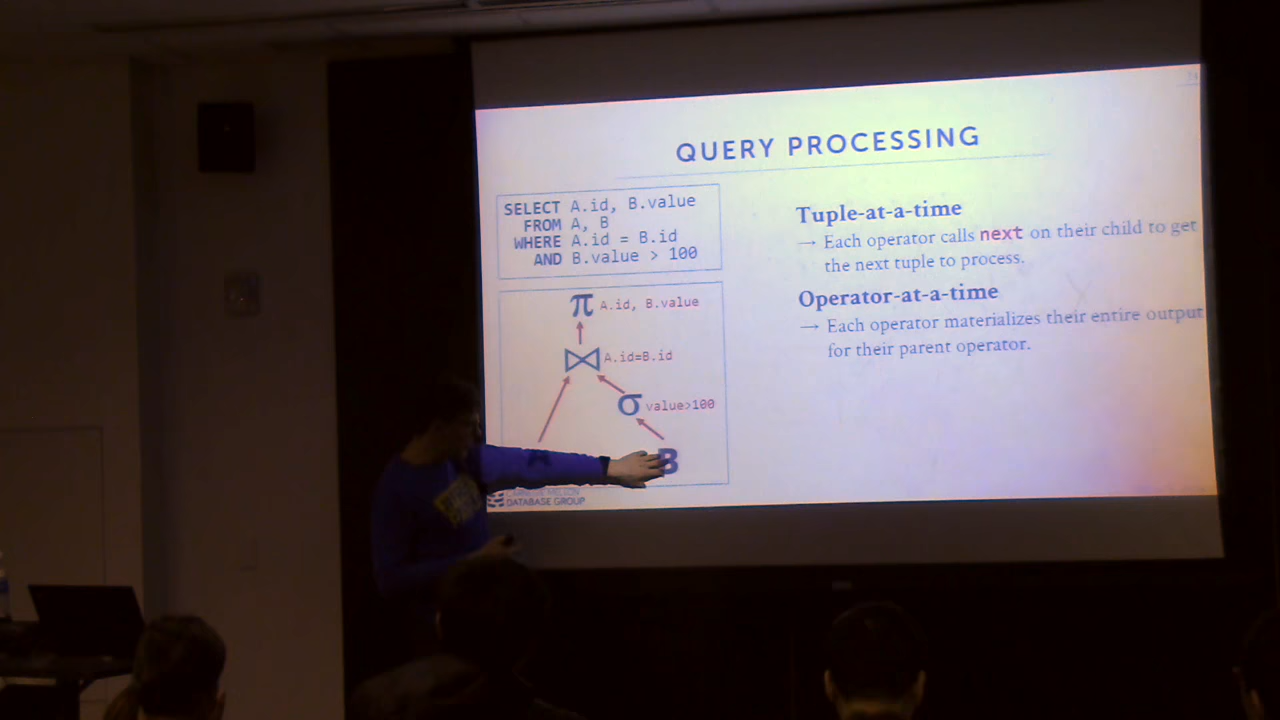 QUERY PROCESSING
SELECT A.id, B.value
FROM A, B
WHERE A.id = B.id
AND B.value > 100
π A.id, B.value
⋈ A.id=B.id
σ value>100
A
B
CARNEGIE MELLON
DATABASE GROUP
Tuple-at-a-time
→ Each operator calls next on their child to get
the next tuple to process.
Operator-at-a-time
→ Each operator materializes their entire output
for their parent operator.